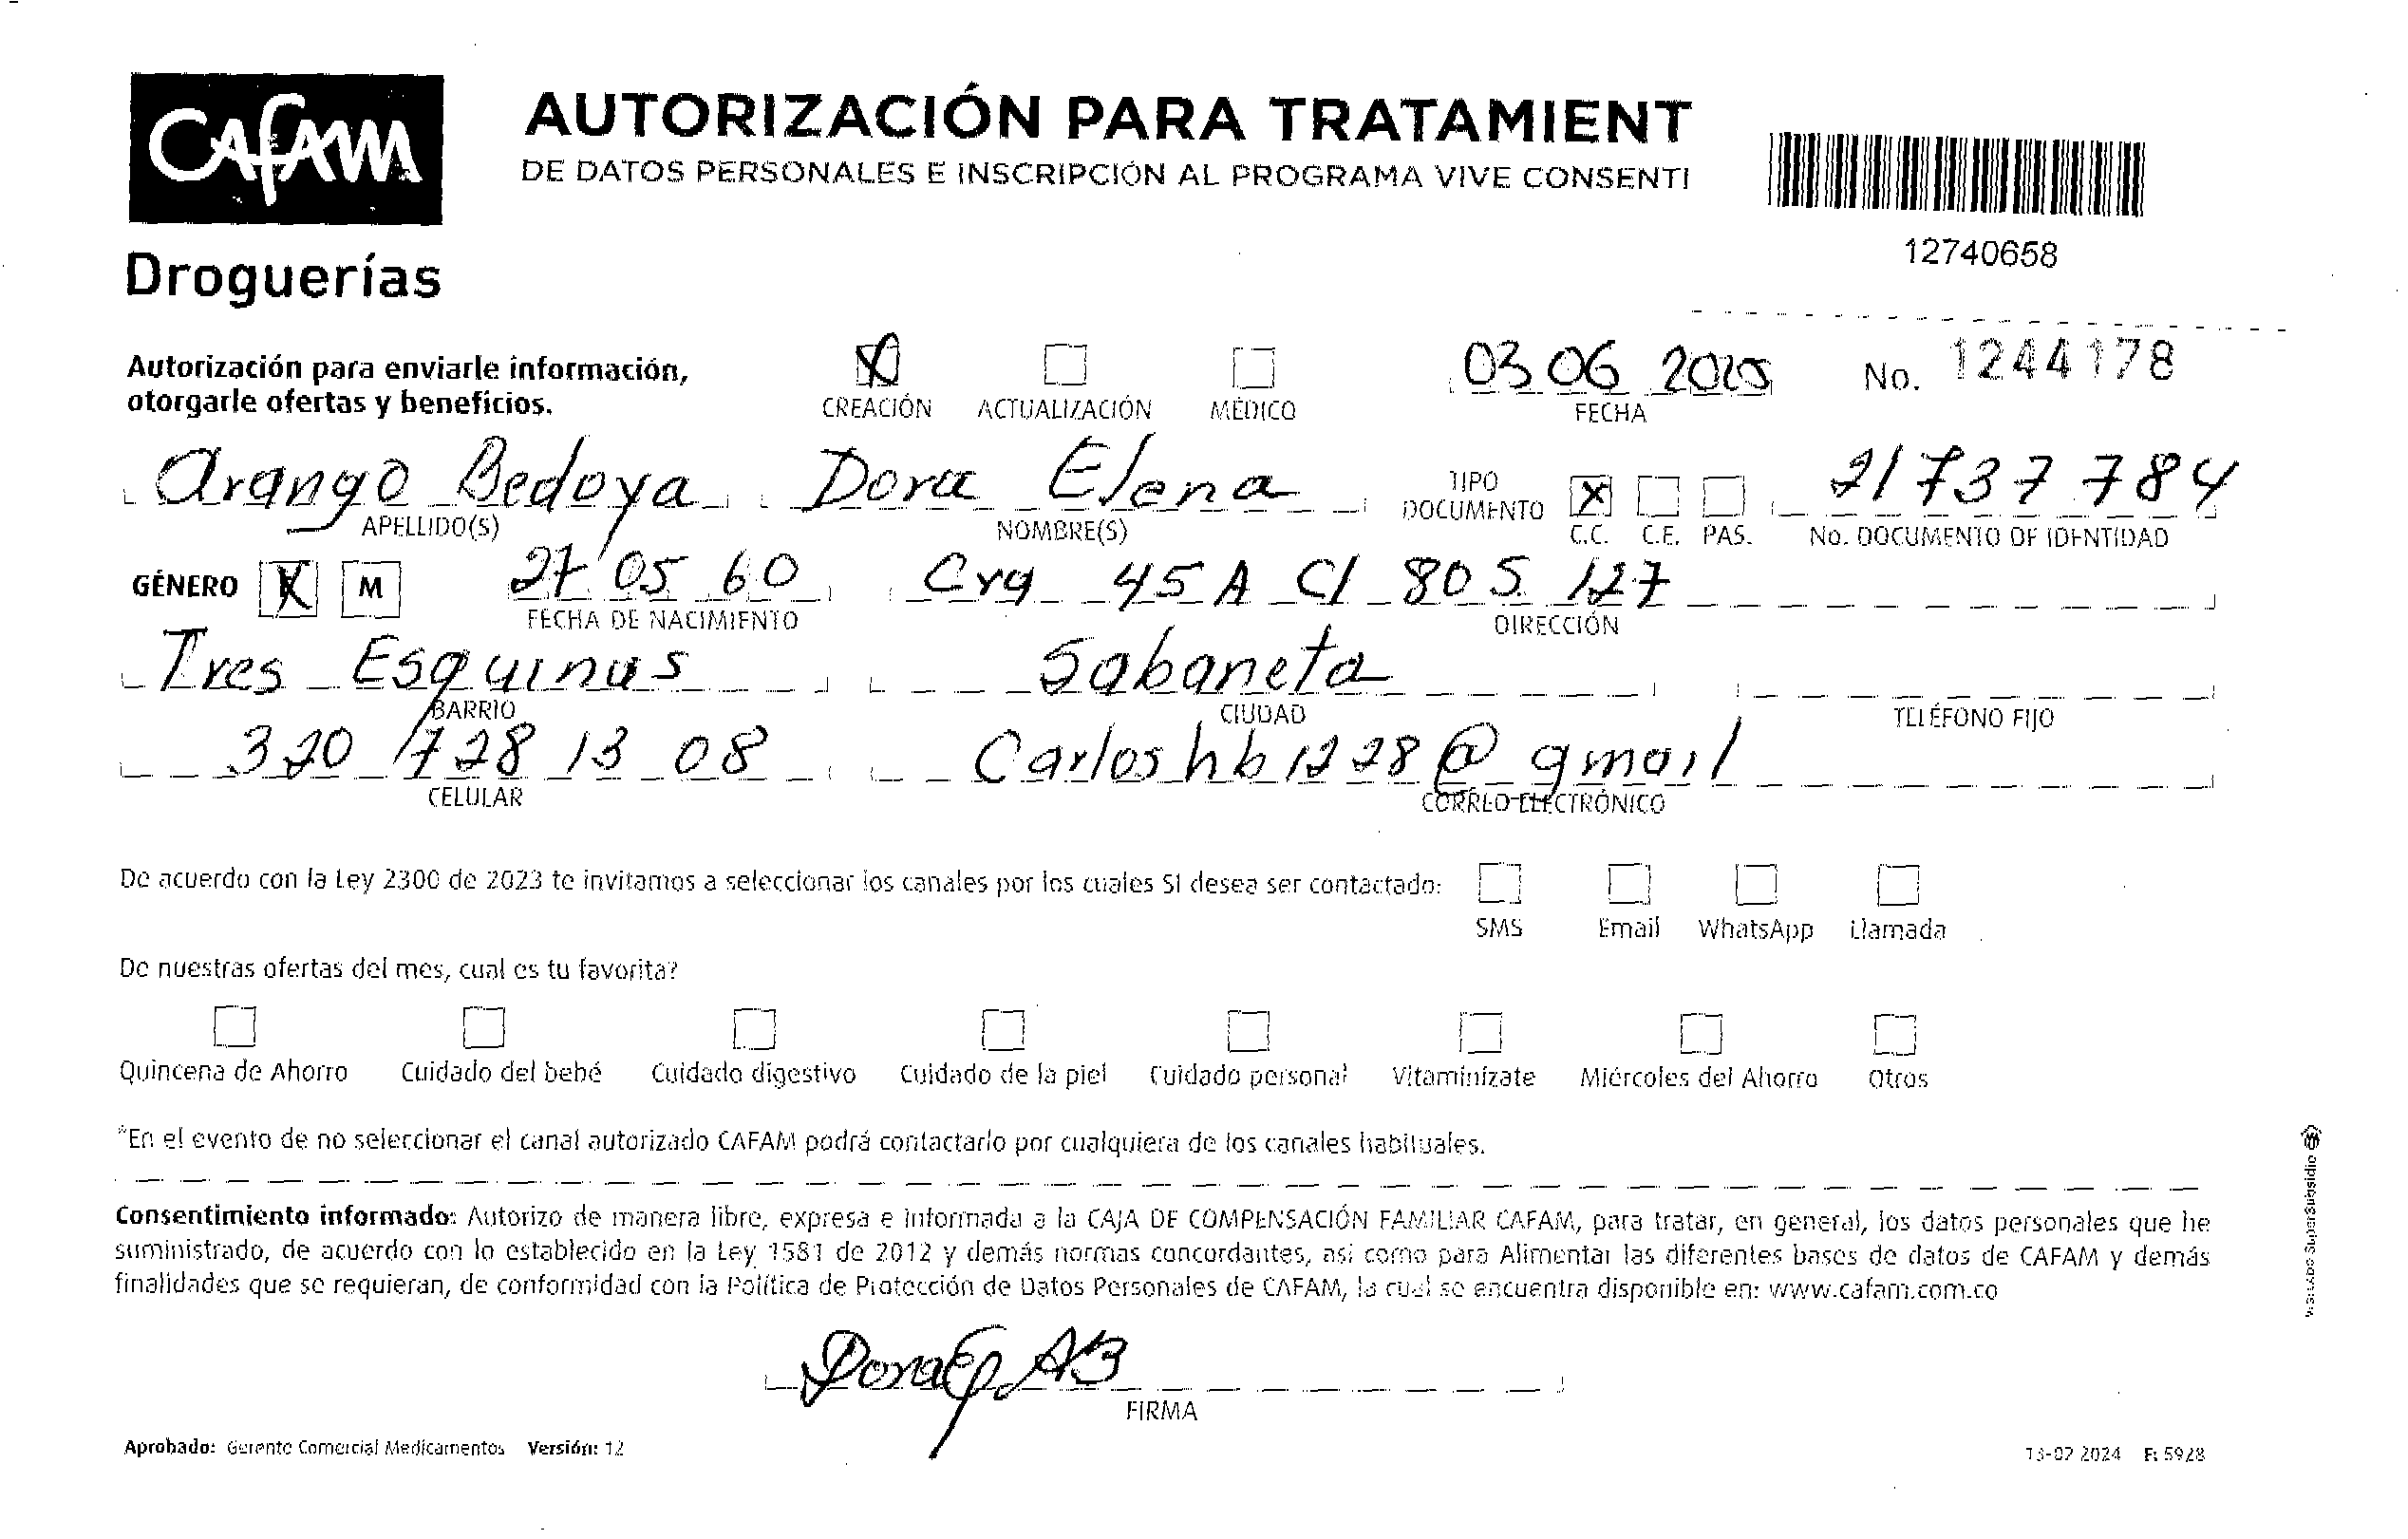 CAFAM
AUTORIZACIÓN PARA TRATAMIENT
DE DATOS PERSONALES E INSCRIPCIÓN AL PROGRAMA VIVE CONSENTI
12740658
Droguerías
Autorización para enviarle información,
otorgarle ofertas y beneficios.
X
CREACIÓN ACTUALIZACIÓN MÉDICO
03 06 2025
FECHA
No. 1244178
Arango Bedoya Dora Elena
APELLIDO(S) NOMBRE(S)
TIPO
DOCUMENTO X
C.C. C.E. PAS.
21737784
No. DOCUMENTO DE IDENTIDAD
GÉNERO X M 27 05 60 Cra 45 A Cl 80 S 127
FECHA DE NACIMIENTO DIRECCIÓN
Tres Esquinas Sabaneta
BARRIO CIUDAD TELÉFONO FIJO
320 728 13 08 Carloshb1228@gmail
CELULAR CORREO ELECTRÓNICO
De acuerdo con la Ley 2300 de 2023 te invitamos a seleccionar los canales por los cuales SI desea ser contactado:
SMS Email WhatsApp Llamada
De nuestras ofertas del mes, cual es tu favorita?
Quincena de Ahorro Cuidado del bebé Cuidado digestivo Cuidado de la piel Cuidado personal Vitaminízate Miércoles del Ahorro Otros
*En el evento de no seleccionar el canal autorizado CAFAM podrá contactarlo por cualquiera de los canales habituales.
Consentimiento informado: Autorizo de manera libre, expresa e informada a la CAJA DE COMPENSACIÓN FAMILIAR CAFAM, para tratar, en general, los datos personales que he
suministrado, de acuerdo con lo establecido en la Ley 1581 de 2012 y demás normas concordantes, así como para Alimentar las diferentes bases de datos de CAFAM y demás
finalidades que se requieran, de conformidad con la Política de Protección de Datos Personales de CAFAM, la cual se encuentra disponible en: www.cafam.com.co
Dora E AB
FIRMA
Aprobado: Gerente Comercial Medicamentos Versión: 12
13-02 2024 F: 5928
VIGILADO SuperSubsidio